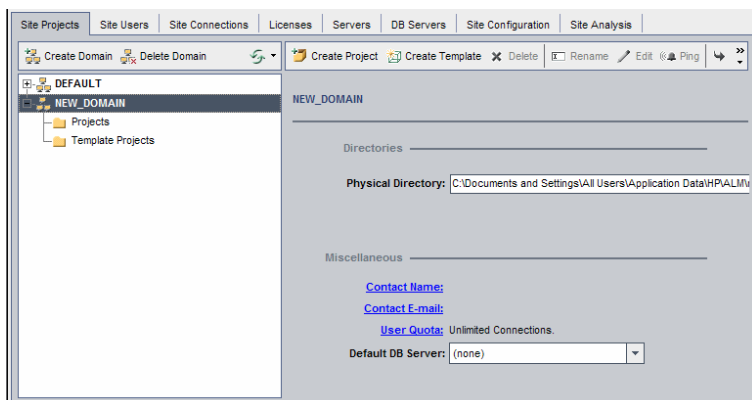 Site Projects Site Users Site Connections Licenses Servers DB Servers Site Configuration Site Analysis
Create Domain Delete Domain Create Project Create Template Delete Rename Edit Ping
DEFAULT
NEW_DOMAIN
Projects
Template Projects
NEW_DOMAIN
Directories
Physical Directory: C:\Documents and Settings\All Users\Application Data\HP\ALM\
Miscellaneous
Contact Name:
Contact E-mail:
User Quota: Unlimited Connections.
Default DB Server: (none)